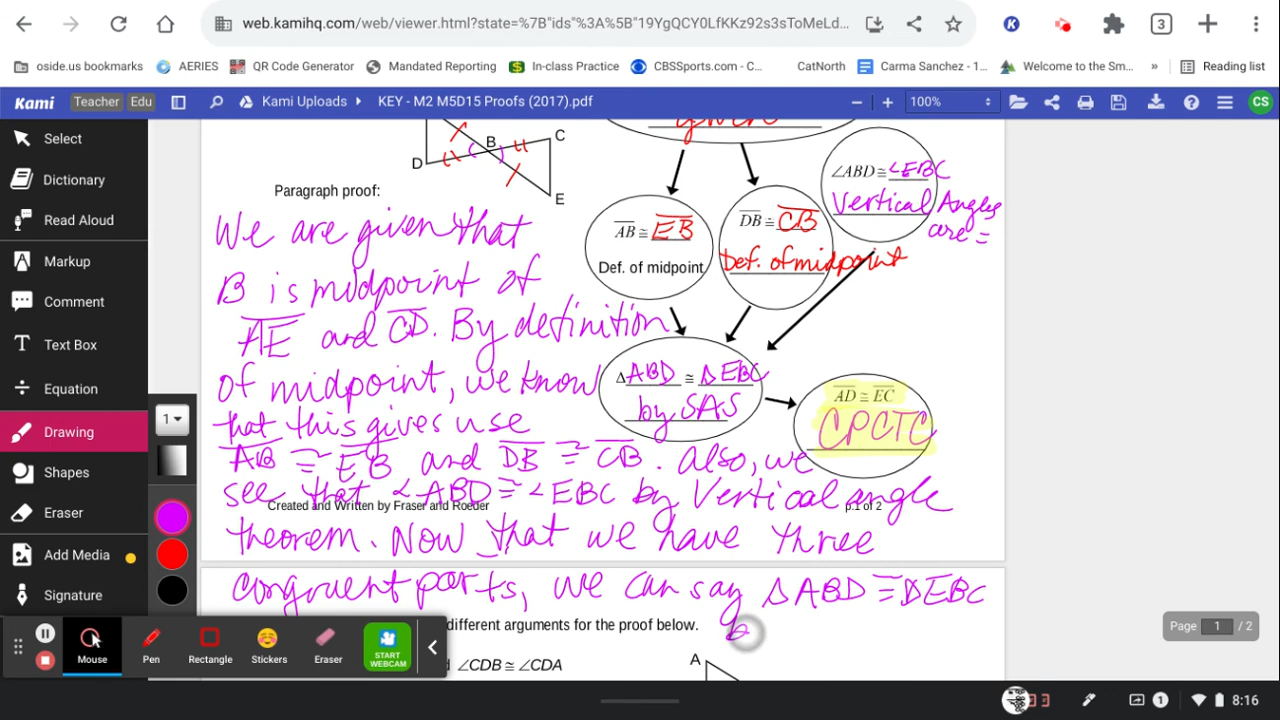 web.kamihq.com/web/viewer.html?state=%7B"ids"%3A%5B"19YgQCY0LfKKz92s3sToMeLd...
K
3
oside.us bookmarks
AERIES
QR Code Generator
Mandated Reporting
In-class Practice
CBSSports.com - C...
CatNorth
Carma Sanchez - 1...
Welcome to the Sm...
»
Reading list
Kami
Teacher
Edu
Kami Uploads
KEY - M2 M5D15 Proofs (2017).pdf
100%
CS
Select
Dictionary
Read Aloud
Markup
Comment
Text Box
Equation
Drawing
Shapes
Eraser
Add Media
Signature
1
given
D
B
C
E
∠ABD ≅ ∠EBC
Vertical Angles
are =
Paragraph proof:
AB ≅ EB
Def. of midpoint
DB ≅ CB
Def. of midpoint
ΔABD ≅ ΔEBC
by SAS
AD ≅ EC
CPCTC
We are given that
B is midpoint of
AE and CD. By definition
of midpoint, we know
that this gives use
AB ≅ EB and DB ≅ CB. Also, we
see that ∠ABD ≅ ∠EBC by Vertical angle
Created and Written by Fraser and Roeder
p.1 of 2
theorem. Now that we have three
congruent parts, we can say ΔABD ≅ ΔEBC
b
different arguments for the proof below.
∠CDB ≅ ∠CDA
A
Page 1 / 2
Mouse
Pen
Rectangle
Stickers
Eraser
START
WEBCAM
1
8:16